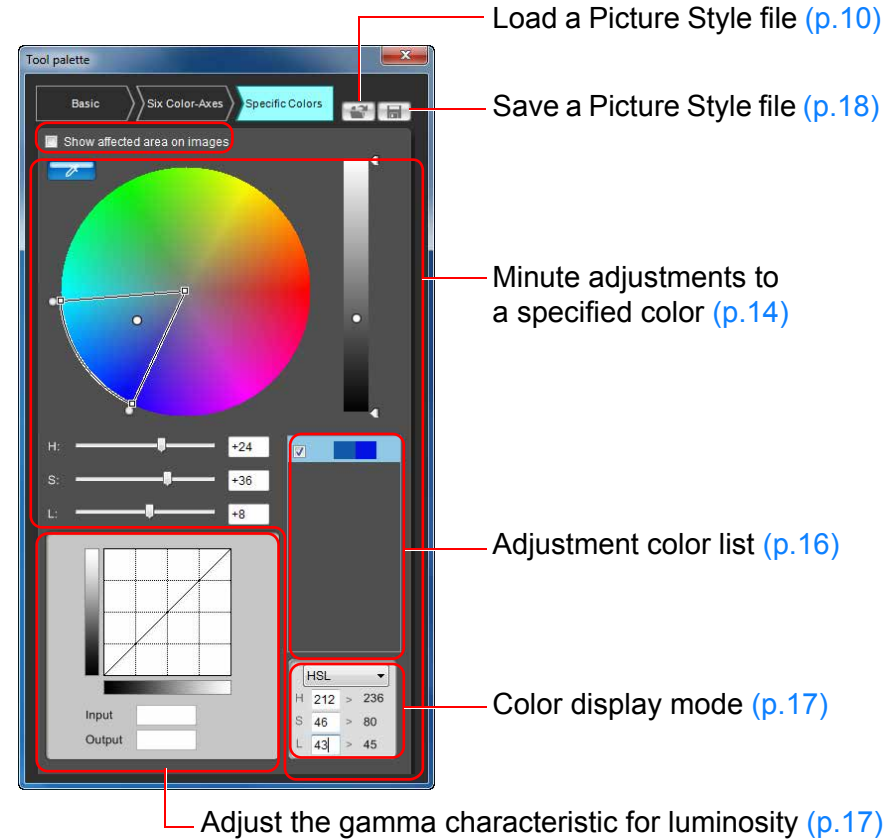 Load a Picture Style file (p.10)
Tool palette
Basic
Six Color-Axes
Specific Colors
Save a Picture Style file (p.18)
Show affected area on images
Minute adjustments to
a specified color (p.14)
H: +24
S: +36
L: +8
Adjustment color list (p.16)
HSL
H 212 > 236
S 46 > 80
L 43 > 45
Color display mode (p.17)
Input
Output
Adjust the gamma characteristic for luminosity (p.17)